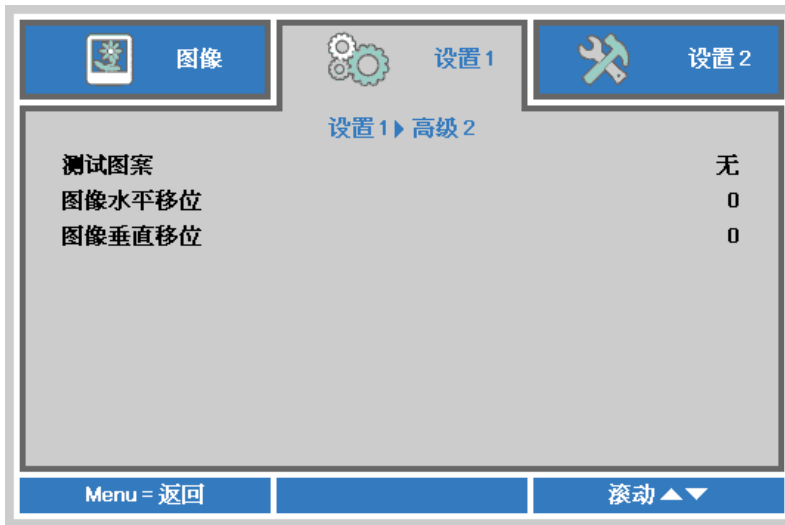 图像
设置1
设置2
设置1▶高级2
测试图案 无
图像水平移位 0
图像垂直移位 0
Menu = 返回
滚动▲▼